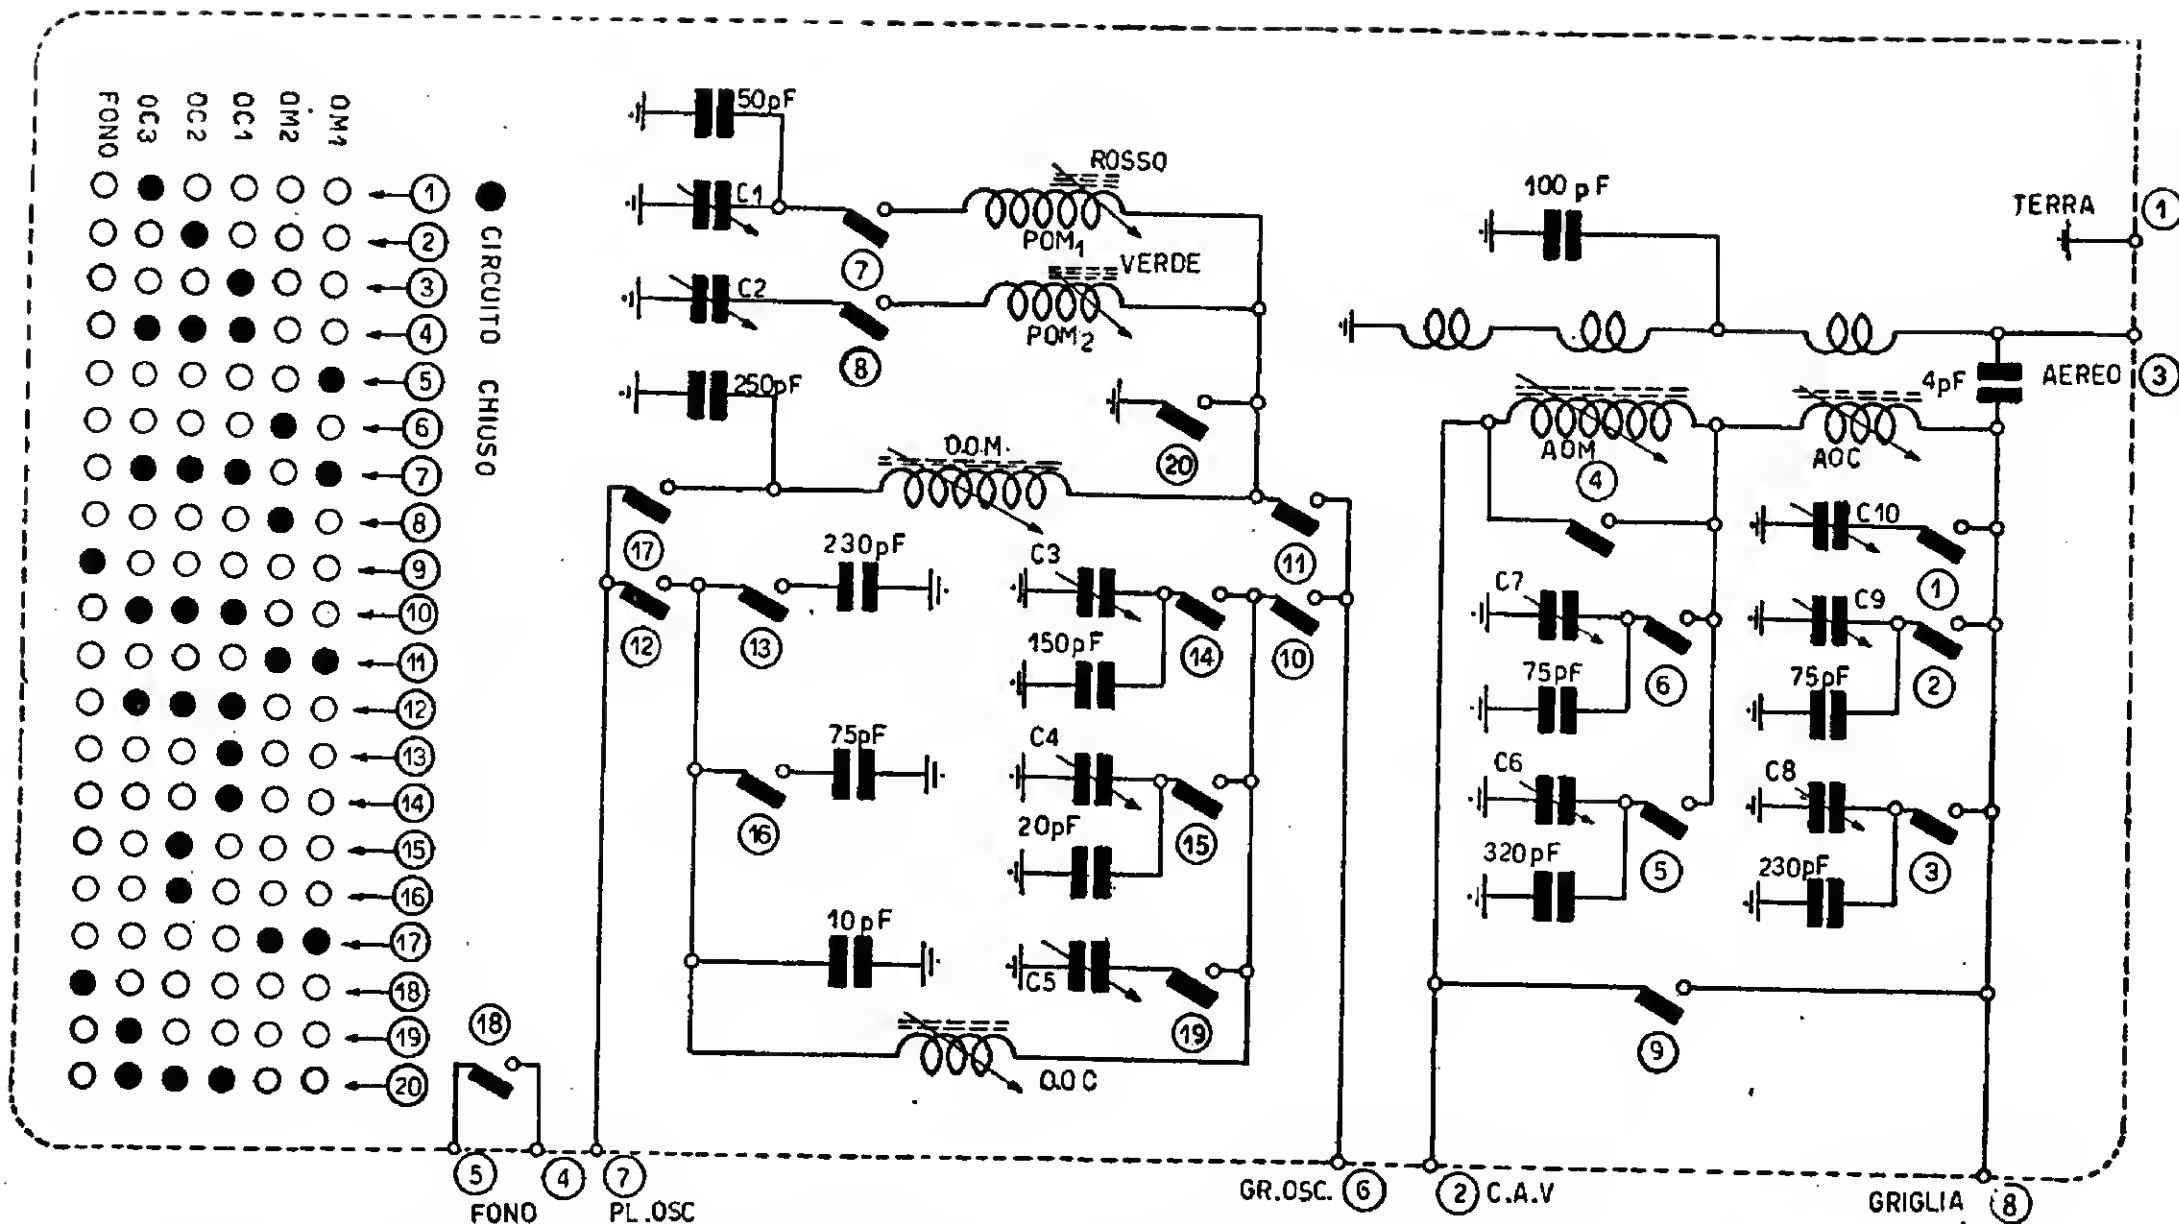 FONO
OC3
OC2
OC1
OM2
OM1
1
2
3
4
5
6
7
8
9
10
11
12
13
14
15
16
17
18
19
20
CIRCUITO CHIUSO
50pF
C1
7
ROSSO
POM1
C2
8
VERDE
POM2
250pF
20
O.O.M.
17
11
230pF
12
13
C3
150pF
14
10
75pF
16
C4
20pF
15
10pF
C5
19
O.O C
18
100 pF
TERRA
1
AEREO
3
4pF
AOM
4
AOC
C10
1
C7
75pF
6
C9
75pF
2
C6
320pF
5
C8
230pF
3
9
5
4
FONO
7
PL.OSC
GR.OSC. 6
2 C.A.V
GRIGLIA 8